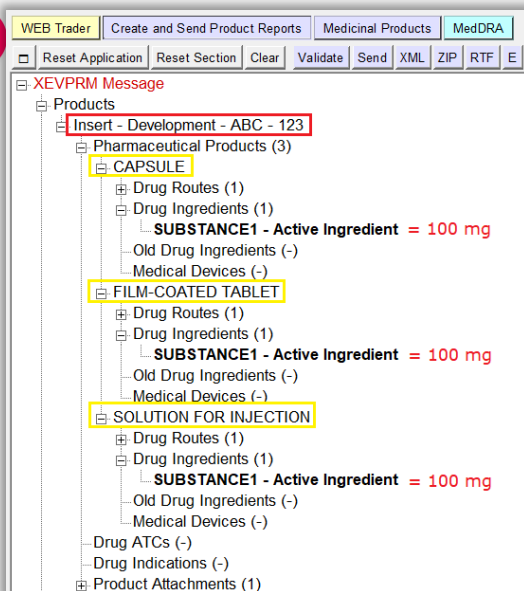 WEB Trader Create and Send Product Reports Medicinal Products MedDRA
Reset Application Reset Section Clear Validate Send XML ZIP RTF E
XEVPRM Message
Products
Insert - Development - ABC - 123
Pharmaceutical Products (3)
CAPSULE
Drug Routes (1)
Drug Ingredients (1)
SUBSTANCE1 - Active Ingredient = 100 mg
Old Drug Ingredients (-)
Medical Devices (-)
FILM-COATED TABLET
Drug Routes (1)
Drug Ingredients (1)
SUBSTANCE1 - Active Ingredient = 100 mg
Old Drug Ingredients (-)
Medical Devices (-)
SOLUTION FOR INJECTION
Drug Routes (1)
Drug Ingredients (1)
SUBSTANCE1 - Active Ingredient = 100 mg
Old Drug Ingredients (-)
Medical Devices (-)
Drug ATCs (-)
Drug Indications (-)
Product Attachments (1)